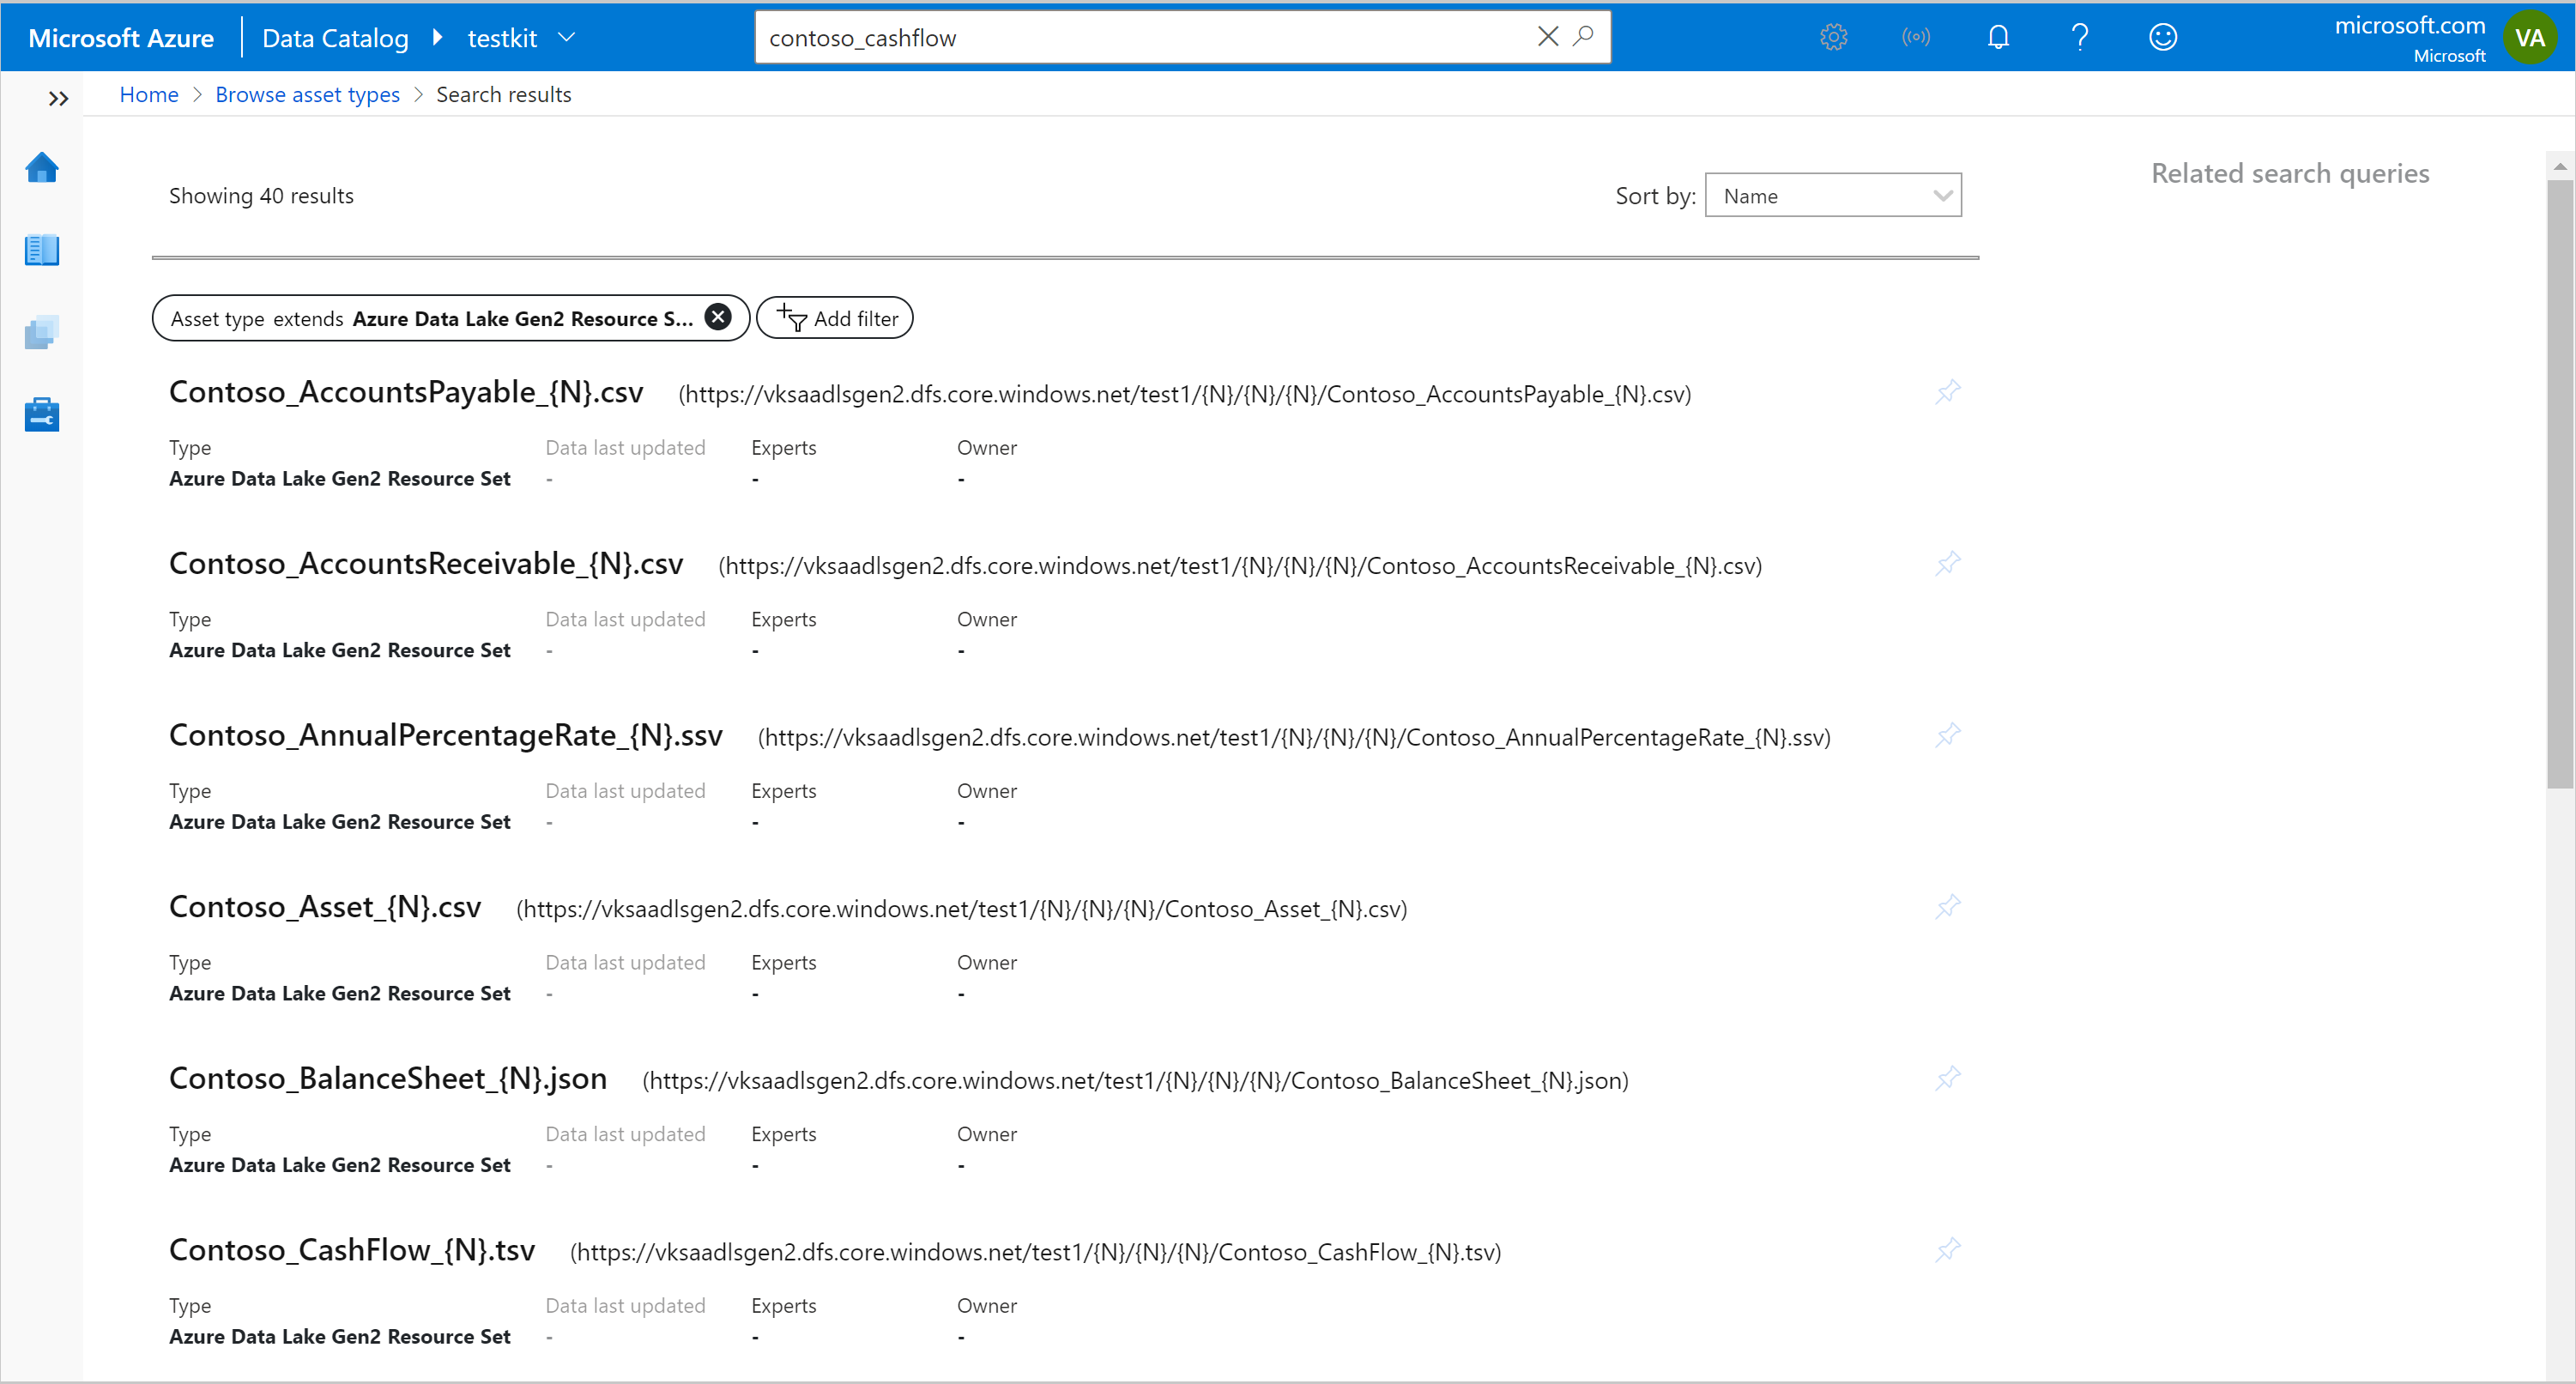 Microsoft Azure Data Catalog testkit contoso_cashflow microsoft.com
Microsoft VA
Home > Browse asset types > Search results
Related search queries
Showing 40 results Sort by: Name
Asset type extends Azure Data Lake Gen2 Resource S... Add filter
Contoso_AccountsPayable_{N}.csv (https://vksaadlsgen2.dfs.core.windows.net/test1/{N}/{N}/{N}/Contoso_AccountsPayable_{N}.csv)
Type Data last updated Experts Owner
Azure Data Lake Gen2 Resource Set - - -
Contoso_AccountsReceivable_{N}.csv (https://vksaadlsgen2.dfs.core.windows.net/test1/{N}/{N}/{N}/Contoso_AccountsReceivable_{N}.csv)
Type Data last updated Experts Owner
Azure Data Lake Gen2 Resource Set - - -
Contoso_AnnualPercentageRate_{N}.ssv (https://vksaadlsgen2.dfs.core.windows.net/test1/{N}/{N}/{N}/Contoso_AnnualPercentageRate_{N}.ssv)
Type Data last updated Experts Owner
Azure Data Lake Gen2 Resource Set - - -
Contoso_Asset_{N}.csv (https://vksaadlsgen2.dfs.core.windows.net/test1/{N}/{N}/{N}/Contoso_Asset_{N}.csv)
Type Data last updated Experts Owner
Azure Data Lake Gen2 Resource Set - - -
Contoso_BalanceSheet_{N}.json (https://vksaadlsgen2.dfs.core.windows.net/test1/{N}/{N}/{N}/Contoso_BalanceSheet_{N}.json)
Type Data last updated Experts Owner
Azure Data Lake Gen2 Resource Set - - -
Contoso_CashFlow_{N}.tsv (https://vksaadlsgen2.dfs.core.windows.net/test1/{N}/{N}/{N}/Contoso_CashFlow_{N}.tsv)
Type Data last updated Experts Owner
Azure Data Lake Gen2 Resource Set - - -